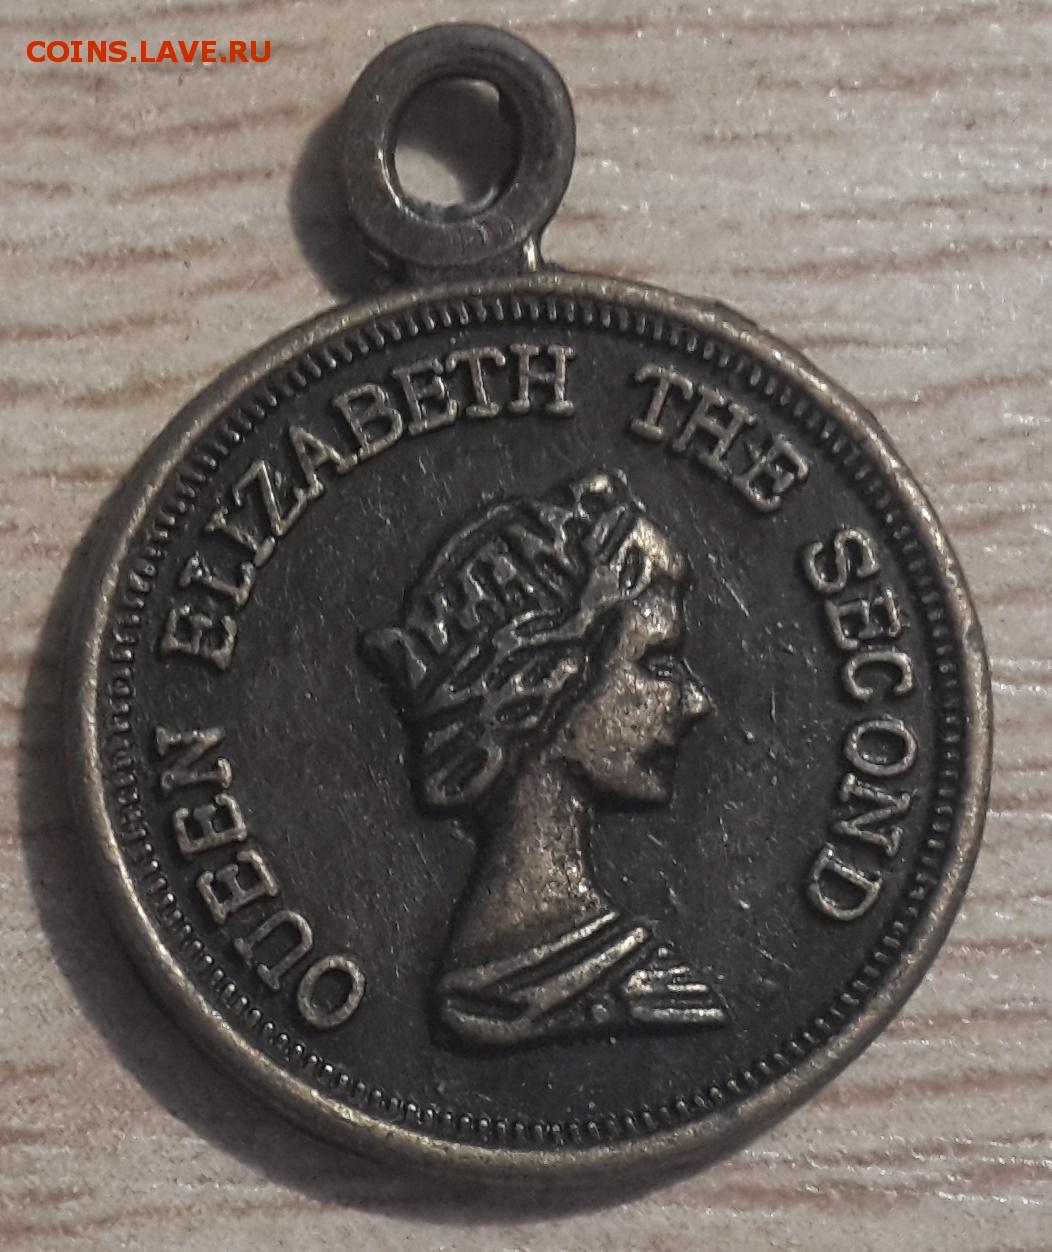 COINS.LAVE.RU
QUEEN ELIZABETH THE SECOND